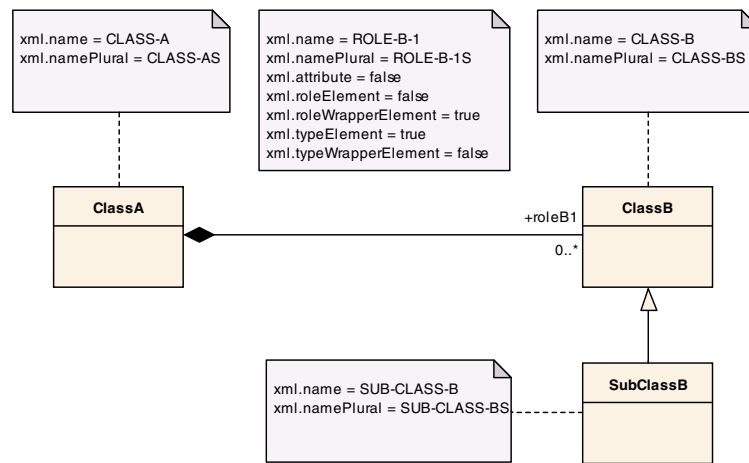 xml.name = CLASS-A
xml.namePlural = CLASS-AS
xml.name = ROLE-B-1
xml.namePlural = ROLE-B-1S
xml.attribute = false
xml.roleElement = false
xml.roleWrapperElement = true
xml.typeElement = true
xml.typeWrapperElement = false
xml.name = CLASS-B
xml.namePlural = CLASS-BS
ClassA
+roleB1
0..*
ClassB
xml.name = SUB-CLASS-B
xml.namePlural = SUB-CLASS-BS
SubClassB